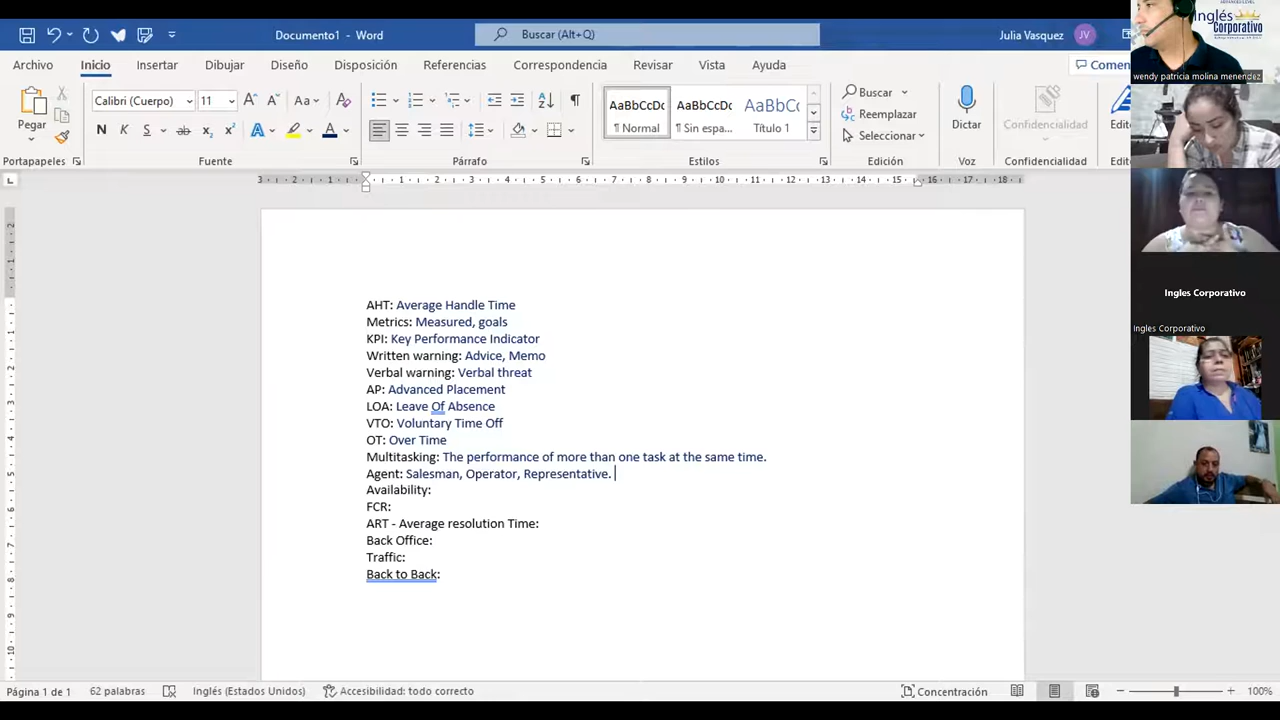 Documento1 - Word
Buscar (Alt+Q)
Julia Vasquez
JV
Inglés
Corporativo
Archivo
Inicio
Insertar
Dibujar
Diseño
Disposición
Referencias
Correspondencia
Revisar
Vista
Ayuda
Comen
wendy patricia molina menendez
Pegar
Calibri (Cuerpo)
11
AaBbCcDc
AaBbCcDc
AaBbCc
¶ Normal
¶ Sin espa...
Título 1
Buscar
Reemplazar
Seleccionar
Dictar
Confidencialidad
Edito
Portapapeles
Fuente
Párrafo
Estilos
Edición
Voz
Confidencialidad
Edito
AHT: Average Handle Time
Metrics: Measured, goals
KPI: Key Performance Indicator
Written warning: Advice, Memo
Verbal warning: Verbal threat
AP: Advanced Placement
LOA: Leave Of Absence
VTO: Voluntary Time Off
OT: Over Time
Multitasking: The performance of more than one task at the same time.
Agent: Salesman, Operator, Representative.
Availability:
FCR:
ART - Average resolution Time:
Back Office:
Traffic:
Back to Back:
Ingles Corporativo
Ingles Corporativo
Página 1 de 1
62 palabras
Inglés (Estados Unidos)
Accesibilidad: todo correcto
Concentración
100%